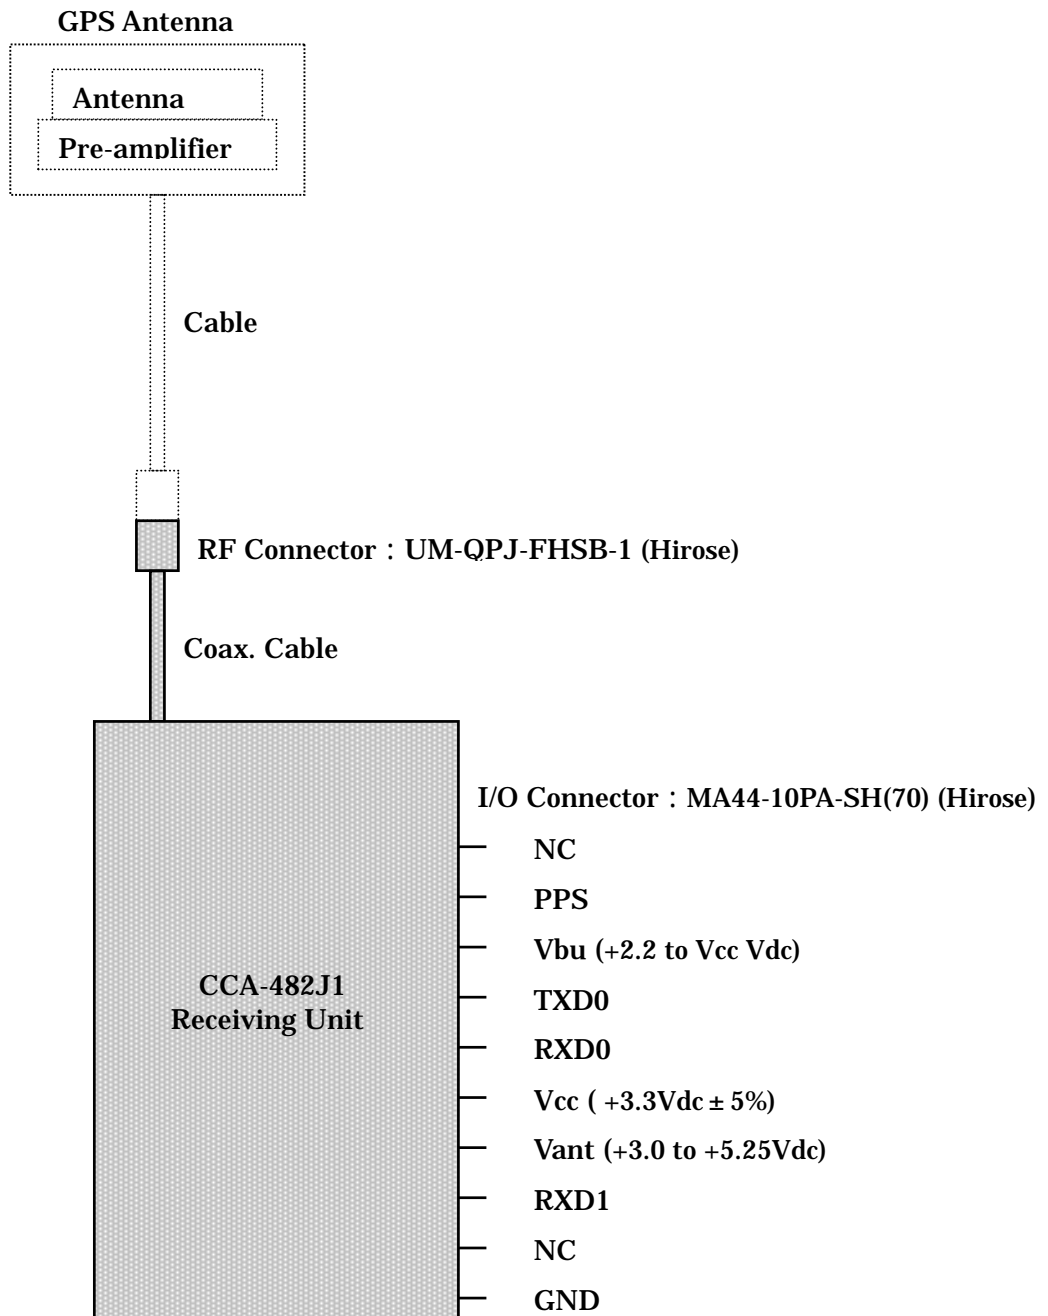 GPS Antenna
Antenna
Pre-amplifier
Cable
RF Connector : UM-QPJ-FHSB-1 (Hirose)
Coax. Cable
I/O Connector : MA44-10PA-SH(70) (Hirose)
NC
PPS
Vbu (+2.2 to Vcc Vdc)
CCA-482J1
Receiving Unit
TXD0
RXD0
Vcc ( +3.3Vdc ± 5%)
Vant (+3.0 to +5.25Vdc)
RXD1
NC
GND